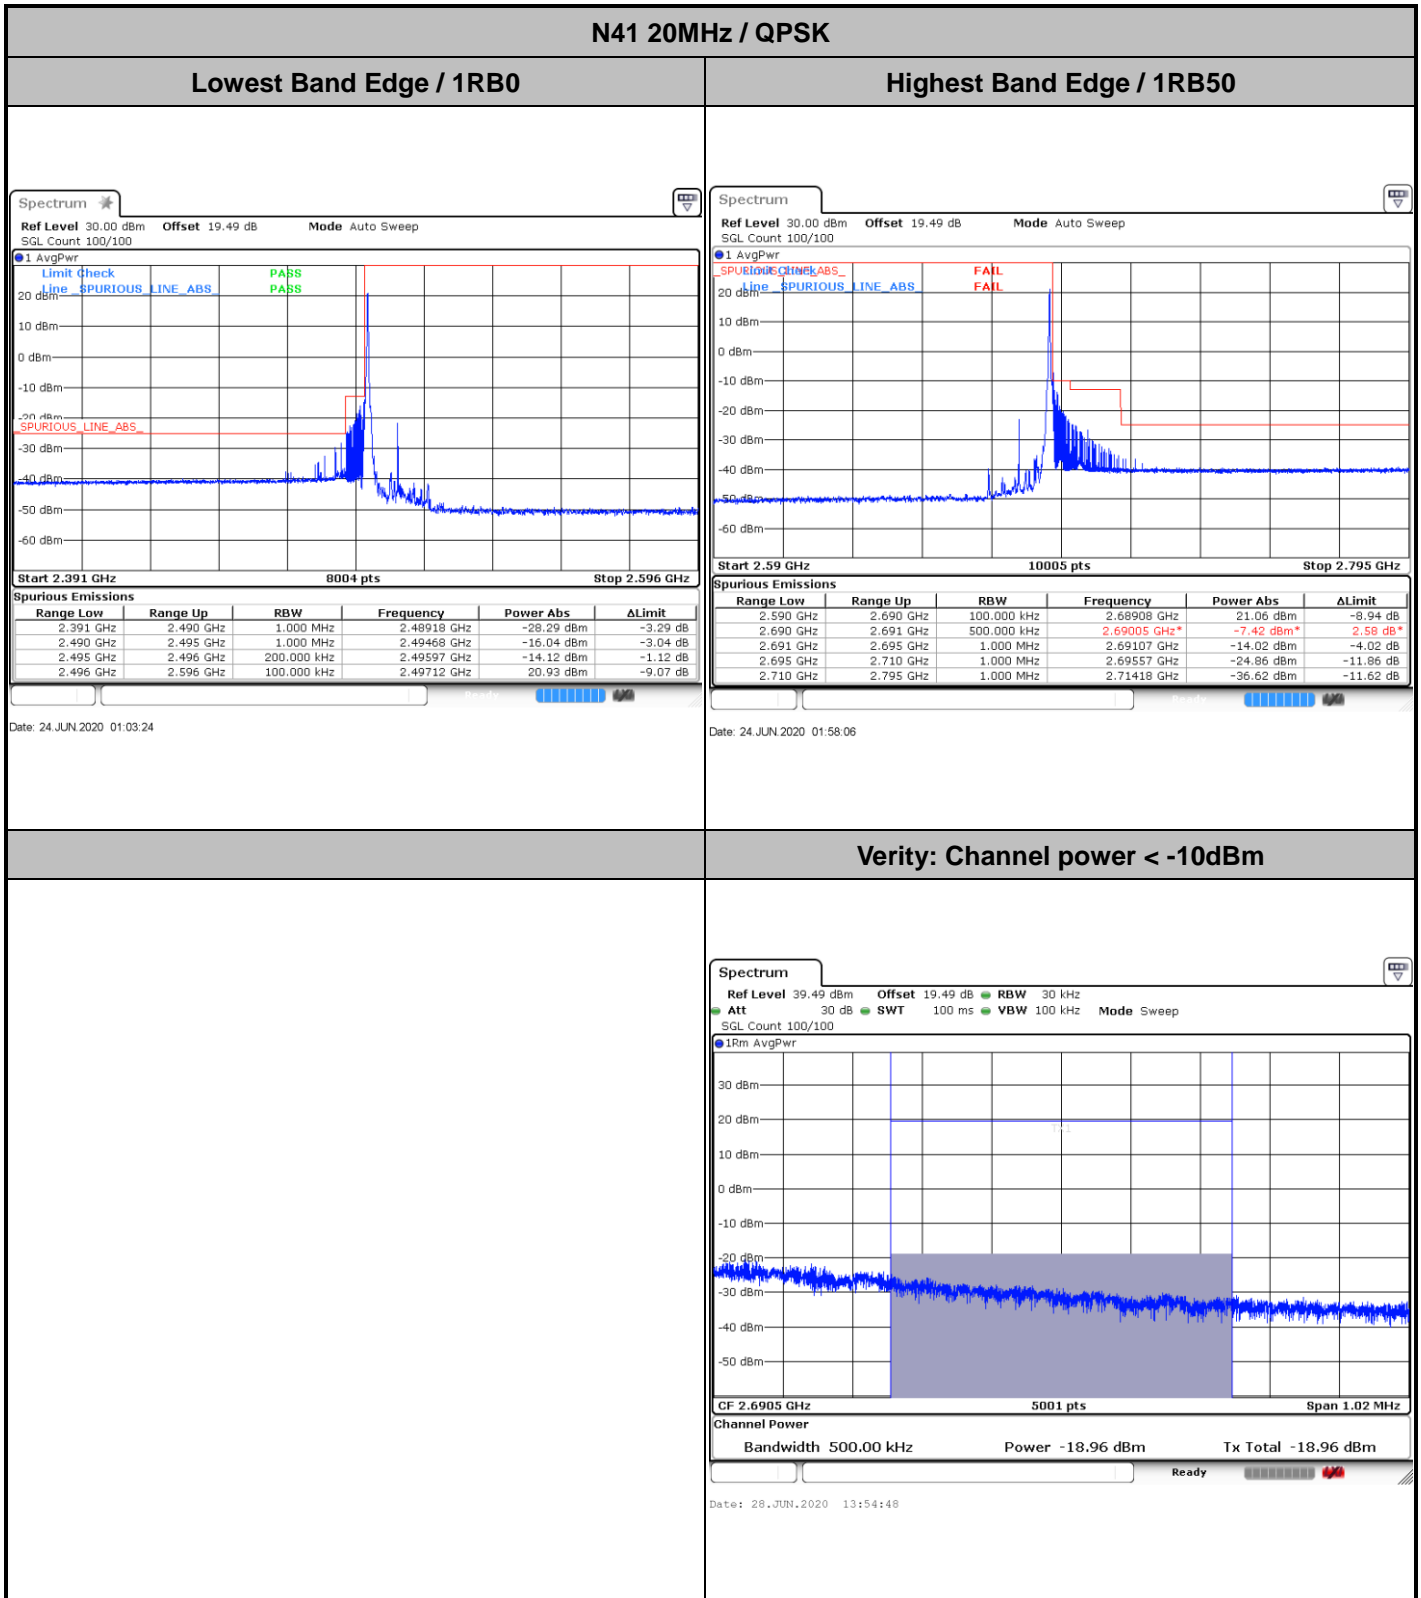 N41 20MHz / QPSK
Lowest Band Edge / 1RB0
Highest Band Edge / 1RB50
Spectrum
Ref Level 30.00 dBm Offset 19.49 dB Mode Auto Sweep
SGL Count 100/100
1 AvgPwr
Limit Check PASS
Line _SPURIOUS_LINE_ABS_ PASS
20 dBm
10 dBm
0 dBm
-10 dBm
-20 dBm
_SPURIOUS_LINE_ABS_
-30 dBm
-40 dBm
-50 dBm
-60 dBm
Start 2.391 GHz 8004 pts Stop 2.596 GHz
Spurious Emissions
Range Low Range Up RBW Frequency Power Abs ΔLimit
2.391 GHz 2.490 GHz 1.000 MHz 2.48918 GHz -28.29 dBm -3.29 dB
2.490 GHz 2.495 GHz 1.000 MHz 2.49468 GHz -16.04 dBm -3.04 dB
2.495 GHz 2.496 GHz 200.000 kHz 2.49597 GHz -14.12 dBm -1.12 dB
2.496 GHz 2.596 GHz 100.000 kHz 2.49712 GHz 20.93 dBm -9.07 dB
Ready
Date: 24.JUN.2020 01:03:24
Spectrum
Ref Level 30.00 dBm Offset 19.49 dB Mode Auto Sweep
SGL Count 100/100
1 AvgPwr
_SPURIOUS_LINE_ABS_
Limit Check FAIL
Line _SPURIOUS_LINE_ABS_ FAIL
20 dBm
10 dBm
0 dBm
-10 dBm
-20 dBm
-30 dBm
-40 dBm
-50 dBm
-60 dBm
Start 2.59 GHz 10005 pts Stop 2.795 GHz
Spurious Emissions
Range Low Range Up RBW Frequency Power Abs ΔLimit
2.590 GHz 2.690 GHz 100.000 kHz 2.68908 GHz 21.06 dBm -8.94 dB
2.690 GHz 2.691 GHz 500.000 kHz 2.69005 GHz* -7.42 dBm* 2.58 dB*
2.691 GHz 2.695 GHz 1.000 MHz 2.69107 GHz -14.02 dBm -4.02 dB
2.695 GHz 2.710 GHz 1.000 MHz 2.69557 GHz -24.86 dBm -11.86 dB
2.710 GHz 2.795 GHz 1.000 MHz 2.71418 GHz -36.62 dBm -11.62 dB
Ready
Date: 24.JUN.2020 01:58:06
Verity: Channel power < -10dBm
Spectrum
Ref Level 39.49 dBm Offset 19.49 dB RBW 30 kHz
Att 30 dB SWT 100 ms VBW 100 kHz Mode Sweep
SGL Count 100/100
1Rm AvgPwr
30 dBm
20 dBm
Tx1
10 dBm
0 dBm
-10 dBm
-20 dBm
-30 dBm
-40 dBm
-50 dBm
CF 2.6905 GHz 5001 pts Span 1.02 MHz
Channel Power
Bandwidth 500.00 kHz Power -18.96 dBm Tx Total -18.96 dBm
Ready
Date: 28.JUN.2020 13:54:48